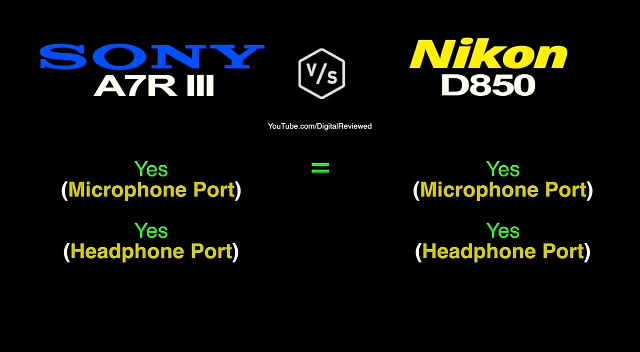 SONY
A7R III
V/S
Nikon
D850
YouTube.com/DigitalReviewed
Yes
(Microphone Port)
=
Yes
(Microphone Port)
Yes
(Headphone Port)
Yes
(Headphone Port)